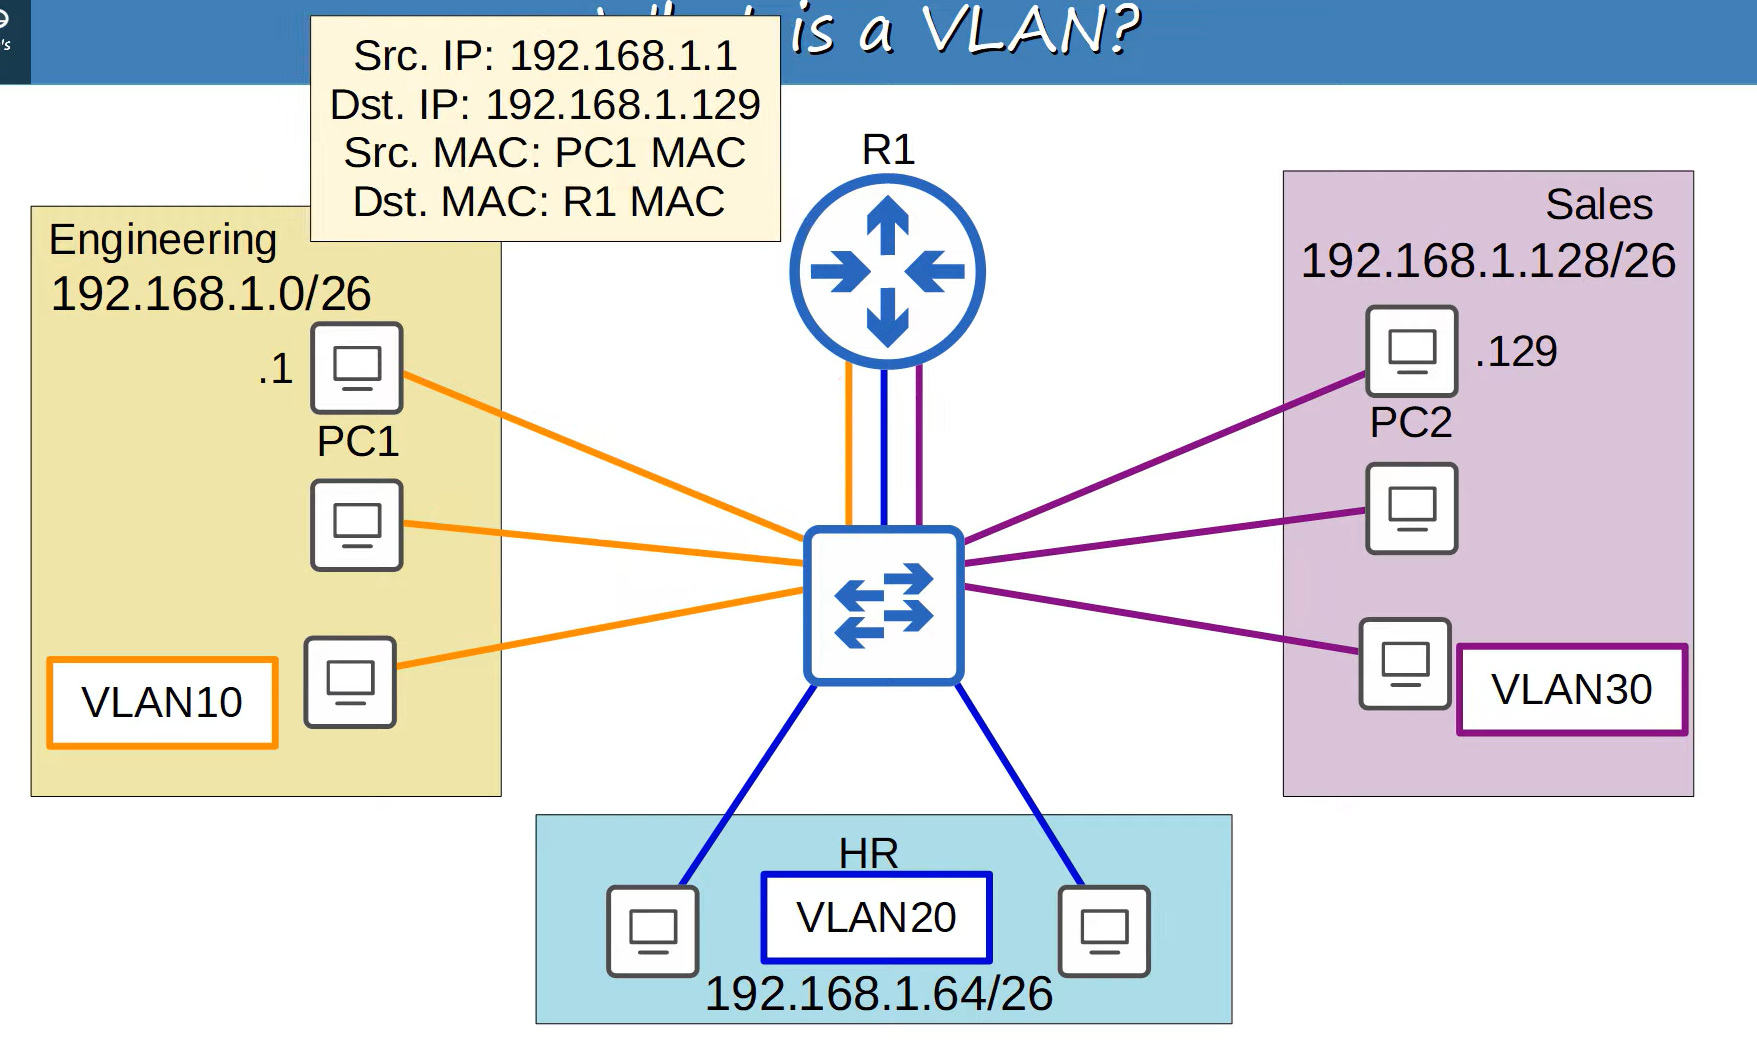 is a VLAN?
Src. IP: 192.168.1.1
Dst. IP: 192.168.1.129
Src. MAC: PC1 MAC
Dst. MAC: R1 MAC
R1
Engineering
192.168.1.0/26
.1
PC1
VLAN10
Sales
192.168.1.128/26
.129
PC2
VLAN30
HR
VLAN20
192.168.1.64/26